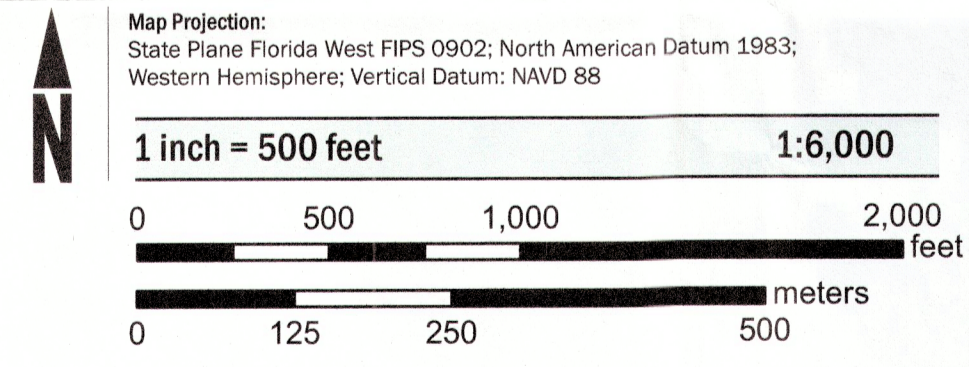 N
Map Projection:
State Plane Florida West FIPS 0902; North American Datum 1983;
Western Hemisphere; Vertical Datum: NAVD 88
1 inch = 500 feet 1:6,000
0 500 1,000 2,000
feet
meters
0 125 250 500